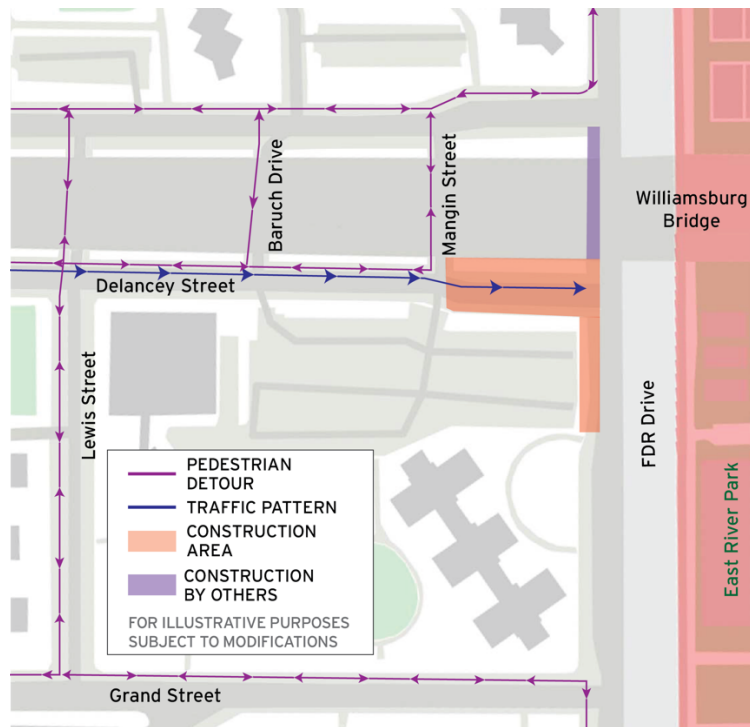 Baruch Drive
Mangin Street
Williamsburg
Bridge
Delancey Street
Lewis Street
FDR Drive
East River Park
PEDESTRIAN
DETOUR
TRAFFIC PATTERN
CONSTRUCTION
AREA
CONSTRUCTION
BY OTHERS
FOR ILLUSTRATIVE PURPOSES
SUBJECT TO MODIFICATIONS
Grand Street